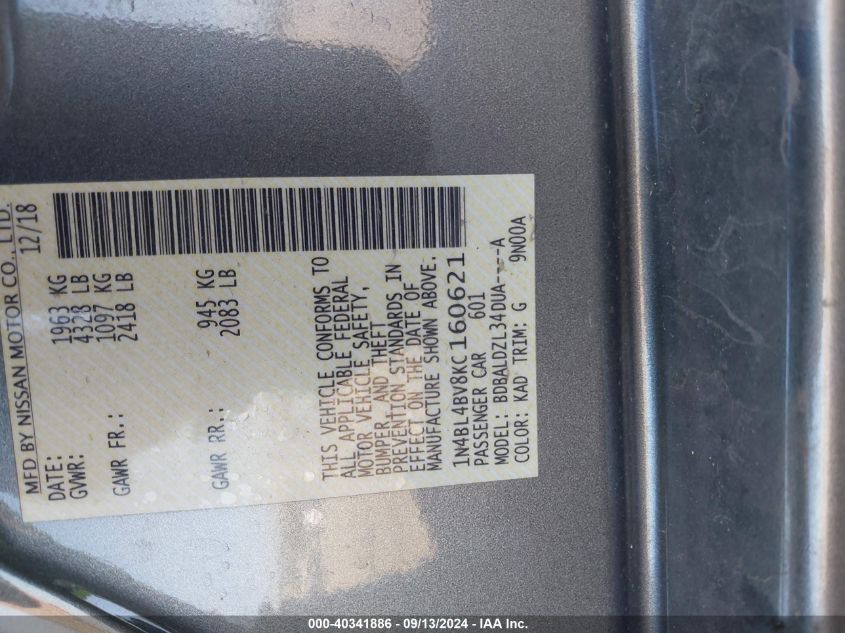 MFD BY NISSAN MOTOR CO., LTD.
DATE: 12/18
GVWR: 1963 KG
4328 LB
GAWR FR.: 1097 KG
2418 LB
GAWR RR.: 945 KG
2083 LB
THIS VEHICLE CONFORMS TO
ALL APPLICABLE FEDERAL
MOTOR VEHICLE SAFETY,
BUMPER, AND THEFT
PREVENTION STANDARDS IN
EFFECT ON THE DATE OF
MANUFACTURE SHOWN ABOVE.
1N4BL4BV8KC160621
PASSENGER CAR 601
MODEL: BDBALDZL34DUA----A
COLOR: KAD TRIM: G 9N00A
000-40341886 - 09/13/2024 - IAA Inc.